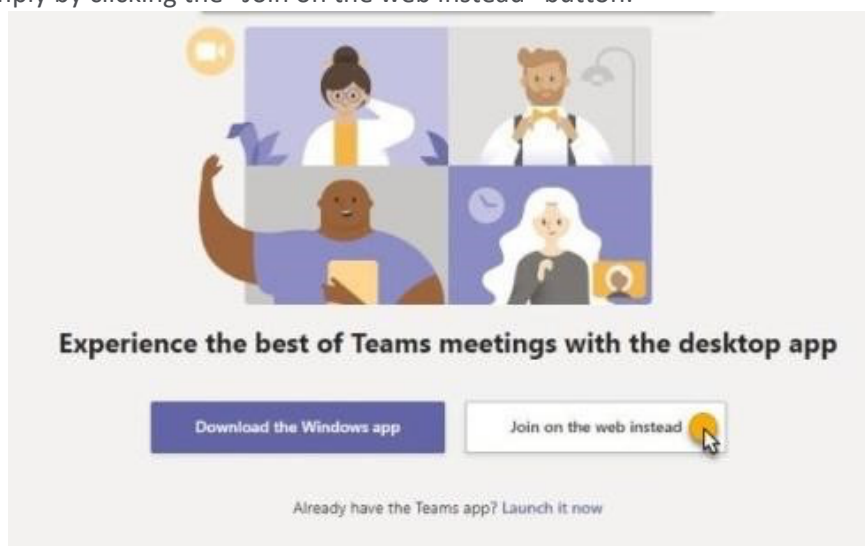 mply by clicking the "Join on the web instead" button.
Experience the best of Teams meetings with the desktop app
Download the Windows app
Join on the web instead
Already have the Teams app? Launch it now